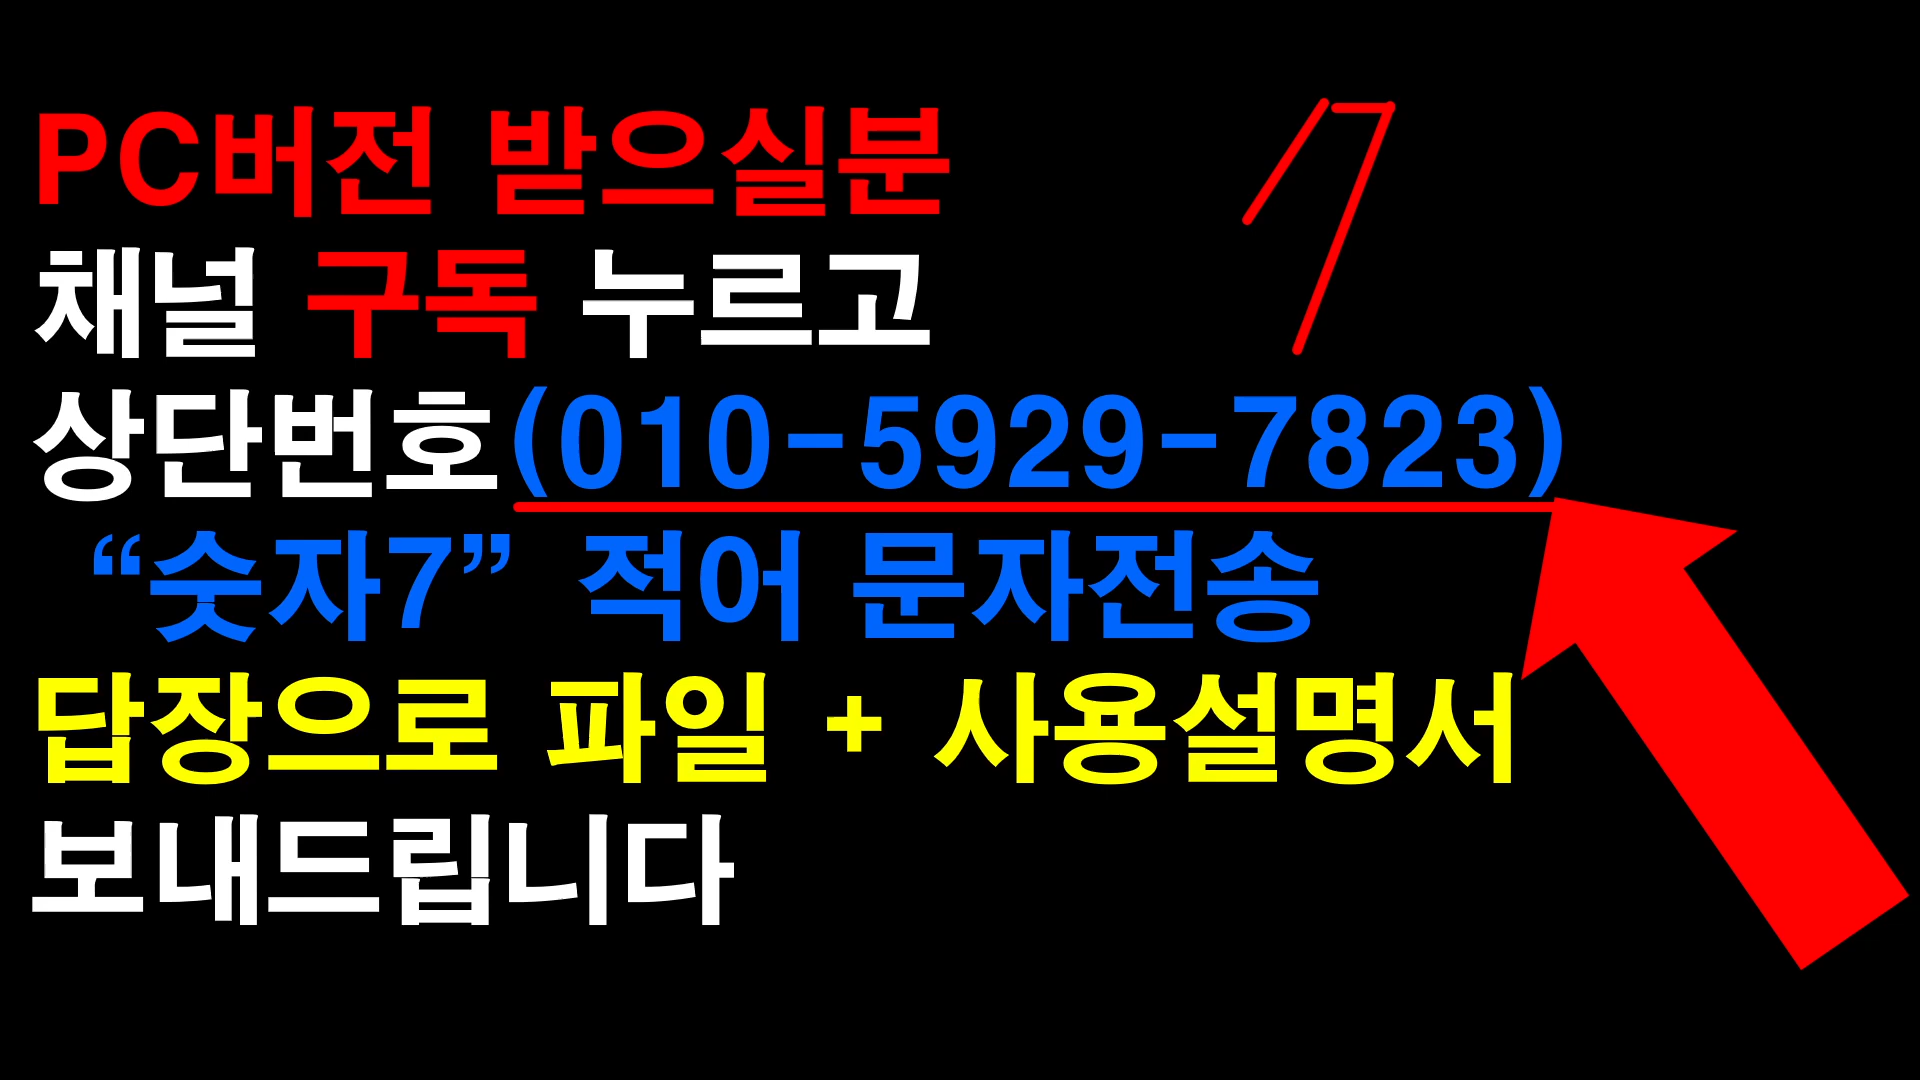 PC버전 받으실분
7
채널 구독 누르고
상단번호(010-5929-7823)
“숫자7” 적어 문자전송
답장으로 파일 + 사용설명서
보내드립니다